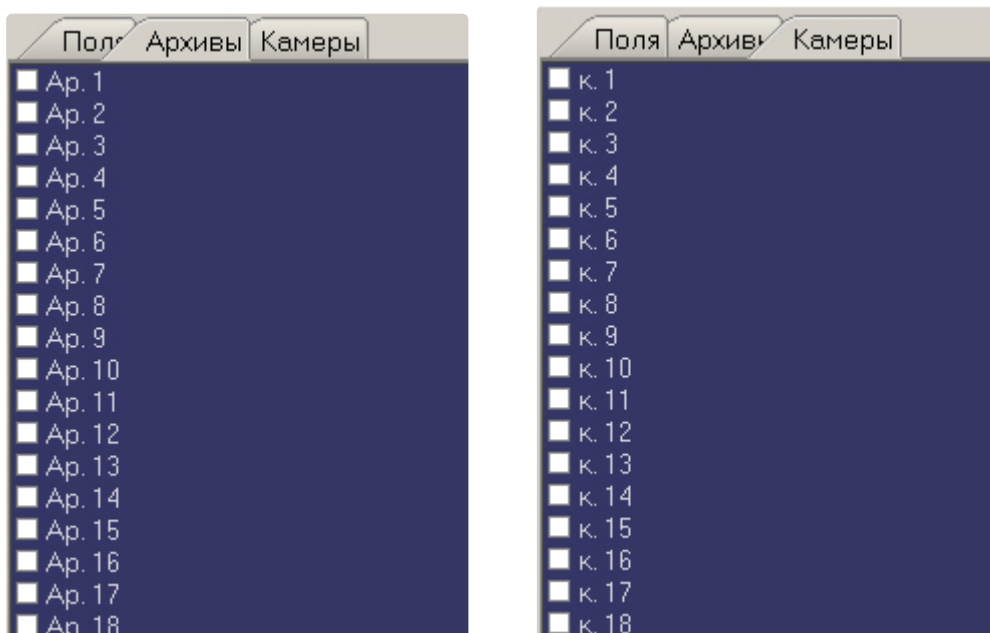 Поля Архивы Камеры
Ар. 1
Ар. 2
Ар. 3
Ар. 4
Ар. 5
Ар. 6
Ар. 7
Ар. 8
Ар. 9
Ар. 10
Ар. 11
Ар. 12
Ар. 13
Ар. 14
Ар. 15
Ар. 16
Ар. 17
Ар. 18
Поля Архивы Камеры
к. 1
к. 2
к. 3
к. 4
к. 5
к. 6
к. 7
к. 8
к. 9
к. 10
к. 11
к. 12
к. 13
к. 14
к. 15
к. 16
к. 17
к. 18